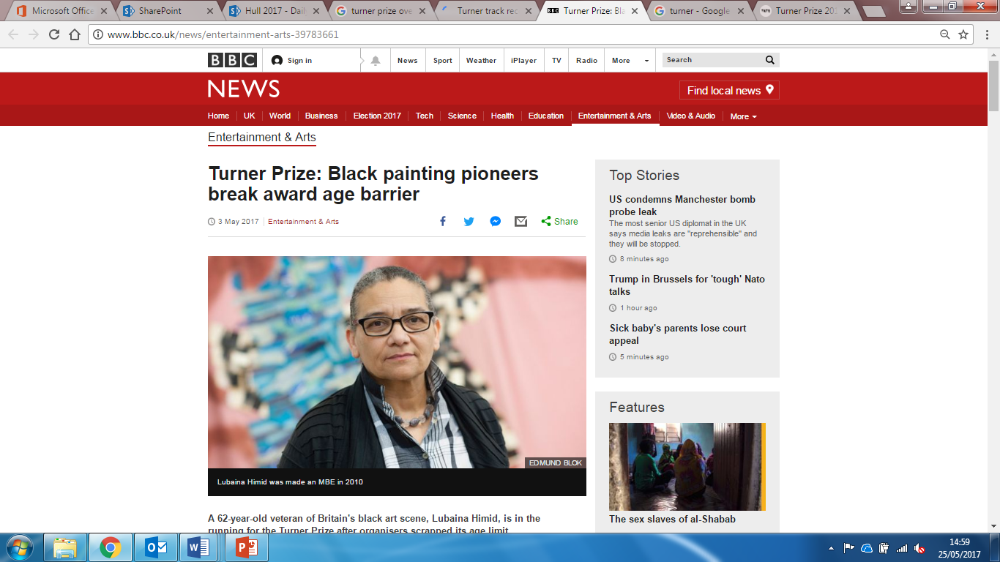 Microsoft Office
SharePoint
Hull 2017 - Dail
turner prize ove
Turner track rec
BBC Turner Prize: Bla
turner - Google
Turner Prize 201
www.bbc.co.uk/news/entertainment-arts-39783661
BBC
Sign in
News
Sport
Weather
iPlayer
TV
Radio
More
Search
NEWS
Find local news
Home
UK
World
Business
Election 2017
Tech
Science
Health
Education
Entertainment & Arts
Video & Audio
More
Entertainment & Arts
Turner Prize: Black painting pioneers
break award age barrier
3 May 2017
Entertainment & Arts
Share
EDMUND BLOK
Lubaina Himid was made an MBE in 2010
A 62-year-old veteran of Britain's black art scene, Lubaina Himid, is in the
running for the Turner Prize after organisers scrapped its age limit
Top Stories
US condemns Manchester bomb
probe leak
The most senior US diplomat in the UK
says media leaks are "reprehensible" and
they will be stopped.
8 minutes ago
Trump in Brussels for 'tough' Nato
talks
1 hour ago
Sick baby's parents lose court
appeal
5 minutes ago
Features
The sex slaves of al-Shabab
14:59
25/05/2017